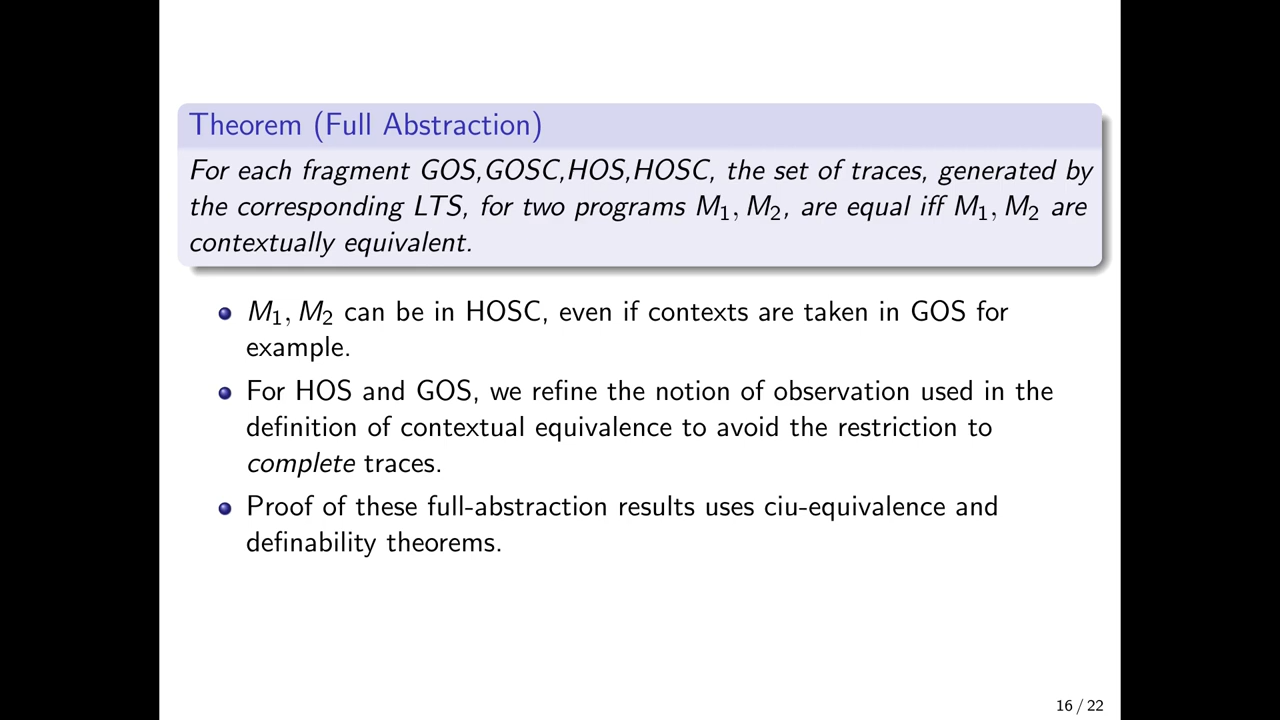 Theorem (Full Abstraction)
For each fragment GOS,GOSC,HOS,HOSC, the set of traces, generated by
the corresponding LTS, for two programs M₁, M₂, are equal iff M₁, M₂ are
contextually equivalent.
M₁, M₂ can be in HOSC, even if contexts are taken in GOS for
example.
For HOS and GOS, we refine the notion of observation used in the
definition of contextual equivalence to avoid the restriction to
complete traces.
Proof of these full-abstraction results uses ciu-equivalence and
definability theorems.
16 / 22